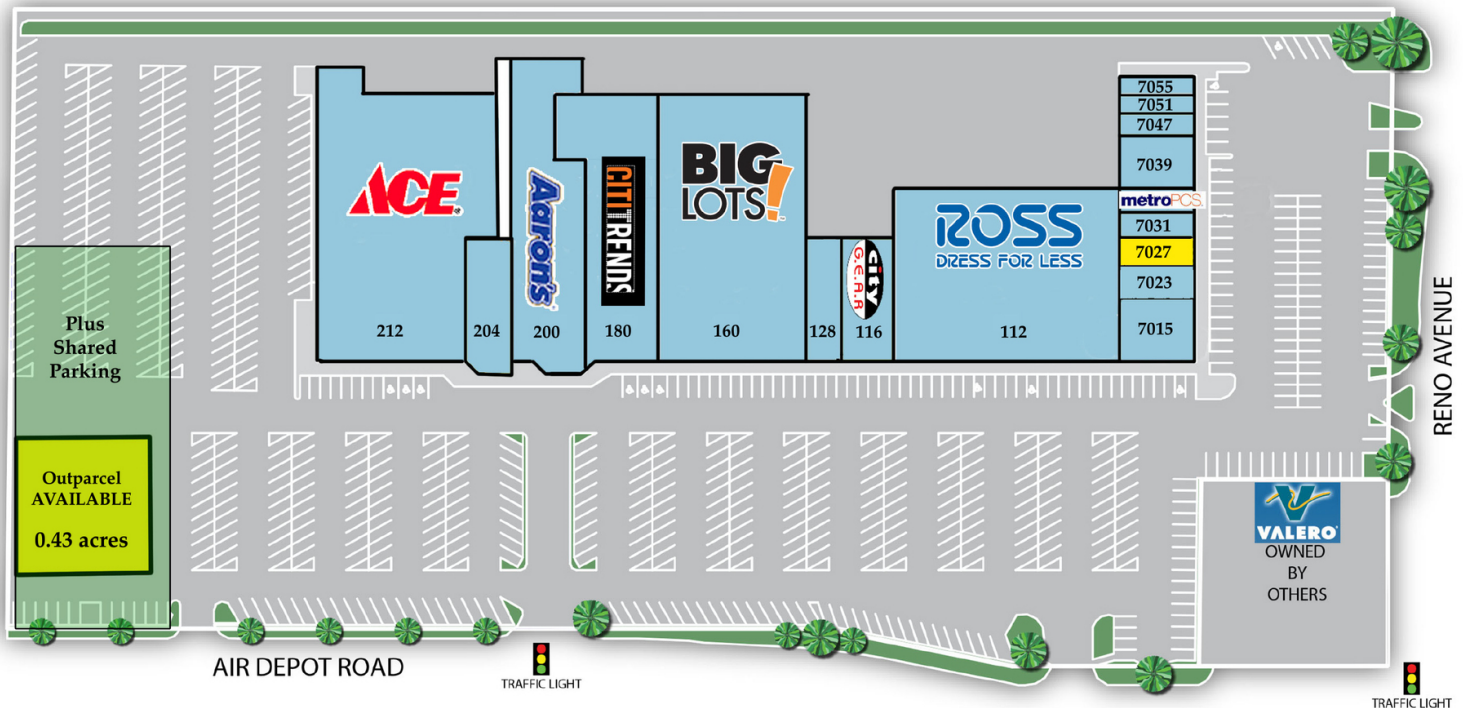 7055
7051
7047
7039
metroPCS.
7031
7027
7023
7015
ACE
212
204
Aaron's
200
CITITRENDS
180
BIG
LOTS!
160
128
city
G.E.A.R
116
ROSS
DRESS FOR LESS
112
Plus
Shared
Parking
Outparcel
AVAILABLE
0.43 acres
RENO AVENUE
VALERO
OWNED
BY
OTHERS
AIR DEPOT ROAD
TRAFFIC LIGHT
TRAFFIC LIGHT